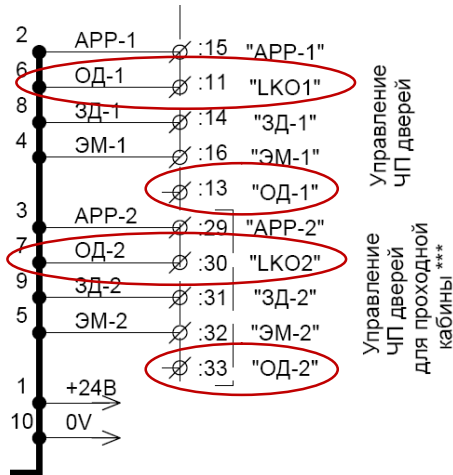 2 АРР-1 :15 "АРР-1"
6 ОД-1 :11 "LKO1"
8 ЗД-1 :14 "ЗД-1"
4 ЭМ-1 :16 "ЭМ-1"
:13 "ОД-1"
Управление
ЧП дверей
3 АРР-2 :29 "АРР-2"
7 ОД-2 :30 "LKO2"
9 ЗД-2 :31 "ЗД-2"
5 ЭМ-2 :32 "ЭМ-2"
:33 "ОД-2"
Управление
ЧП дверей
для проходной
кабины ***
1 +24В
10 0V